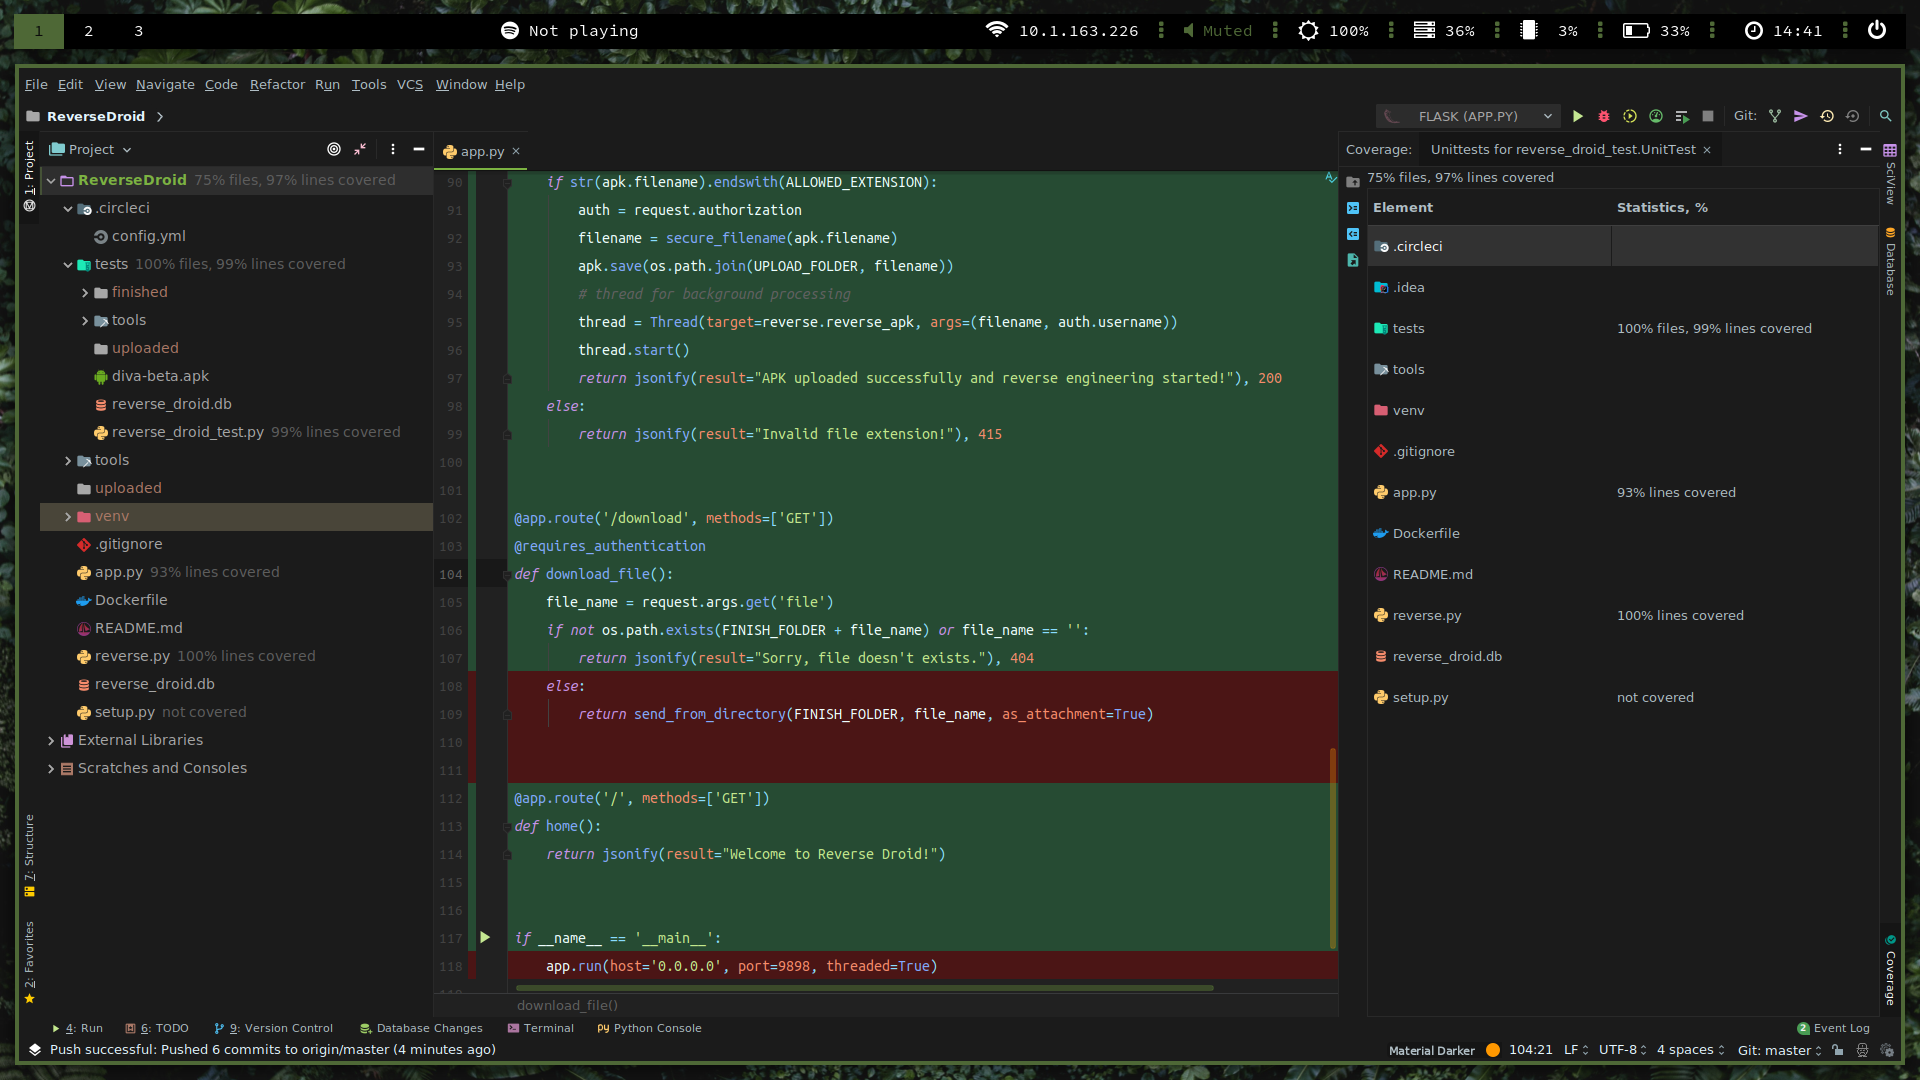 1 2 3 Not playing 10.1.163.226 Muted 100% 36% 3% 33% 14:41
File Edit View Navigate Code Refactor Run Tools VCS Window Help
ReverseDroid FLASK (APP.PY) Git:
1: Project
Project
ReverseDroid 75% files, 97% lines covered
.circleci
config.yml
tests 100% files, 99% lines covered
finished
tools
uploaded
diva-beta.apk
reverse_droid.db
reverse_droid_test.py 99% lines covered
tools
uploaded
venv
.gitignore
app.py 93% lines covered
Dockerfile
README.md
reverse.py 100% lines covered
reverse_droid.db
setup.py not covered
External Libraries
Scratches and Consoles
7: Structure
2: Favorites
app.py
90 if str(apk.filename).endswith(ALLOWED_EXTENSION):
91 auth = request.authorization
92 filename = secure_filename(apk.filename)
93 apk.save(os.path.join(UPLOAD_FOLDER, filename))
94 # thread for background processing
95 thread = Thread(target=reverse.reverse_apk, args=(filename, auth.username))
96 thread.start()
97 return jsonify(result="APK uploaded successfully and reverse engineering started!"), 200
98 else:
99 return jsonify(result="Invalid file extension!"), 415
100
101
102 @app.route('/download', methods=['GET'])
103 @requires_authentication
104 def download_file():
105 file_name = request.args.get('file')
106 if not os.path.exists(FINISH_FOLDER + file_name) or file_name == '':
107 return jsonify(result="Sorry, file doesn't exists."), 404
108 else:
109 return send_from_directory(FINISH_FOLDER, file_name, as_attachment=True)
110
111
112 @app.route('/', methods=['GET'])
113 def home():
114 return jsonify(result="Welcome to Reverse Droid!")
115
116
117 if __name__ == '__main__':
118 app.run(host='0.0.0.0', port=9898, threaded=True)
download_file()
Coverage: Unittests for reverse_droid_test.UnitTest
75% files, 97% lines covered
Element Statistics, %
.circleci
.idea
tests 100% files, 99% lines covered
tools
venv
.gitignore
app.py 93% lines covered
Dockerfile
README.md
reverse.py 100% lines covered
reverse_droid.db
setup.py not covered
SciView
Database
Coverage
4: Run 6: TODO 9: Version Control Database Changes Terminal Python Console 2 Event Log
Push successful: Pushed 6 commits to origin/master (4 minutes ago) Material Darker 104:21 LF UTF-8 4 spaces Git: master